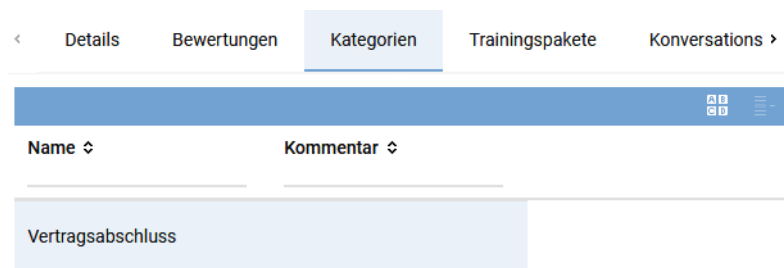 Details Bewertungen Kategorien Trainingspakete Konversations
A B
C D
Name Kommentar
Vertragsabschluss